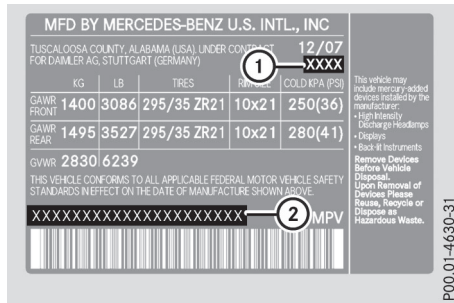 MFD BY MERCEDES-BENZ U.S. INTL., INC
TUSCALOOSA COUNTY, ALABAMA (USA). UNDER CONTRACT 12/07
FOR DAIMLER AG, STUTTGART (GERMANY)
1 XXXX
KG LB TIRES RIM SIZE COLD KPA (PSI)
GAWR FRONT 1400 3086 295/35 ZR21 10x21 250(36)
GAWR REAR 1495 3527 295/35 ZR21 10x21 280(41)
GVWR 2830 6239
THIS VEHICLE CONFORMS TO ALL APPLICABLE FEDERAL MOTOR VEHICLE SAFETY
STANDARDS IN EFFECT ON THE DATE OF MANUFACTURE SHOWN ABOVE.
XXXXXXXXXXXXXXXXXXXXXX 2 MPV
This vehicle may
include mercury-added
devices installed by the
manufacturer:
• High Intensity
Discharge Headlamps
• Displays
• Back-lit Instruments
Remove Devices
Before Vehicle
Disposal.
Upon Removal of
Devices Please
Reuse, Recycle or
Dispose as
Hazardous Waste.
P00.01-4630-31